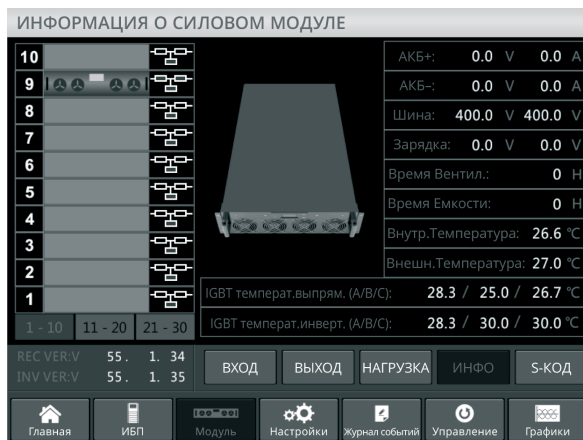 ИНФОРМАЦИЯ О СИЛОВОМ МОДУЛЕ
10
9
8
7
6
5
4
3
2
1
1 - 10 11 - 20 21 - 30
АКБ+: 0.0 V 0.0 A
АКБ–: 0.0 V 0.0 A
Шина: 400.0 V 400.0 V
Зарядка: 0.0 V 0.0 V
Время Вентил.: 0 H
Время Емкости: 0 H
Внутр.Температура: 26.6 °C
Внешн.Температура: 27.0 °C
IGBT температ.выпрям. (A/B/C): 28.3 / 25.0 / 26.7 °C
IGBT температ.инверт. (A/B/C): 28.3 / 30.0 / 30.0 °C
REC VER:V 55. 1. 34
INV VER:V 55. 1. 35
ВХОД ВЫХОД НАГРУЗКА ИНФО S-КОД
Главная ИБП Модуль Настройки Журнал событий Управление Графики